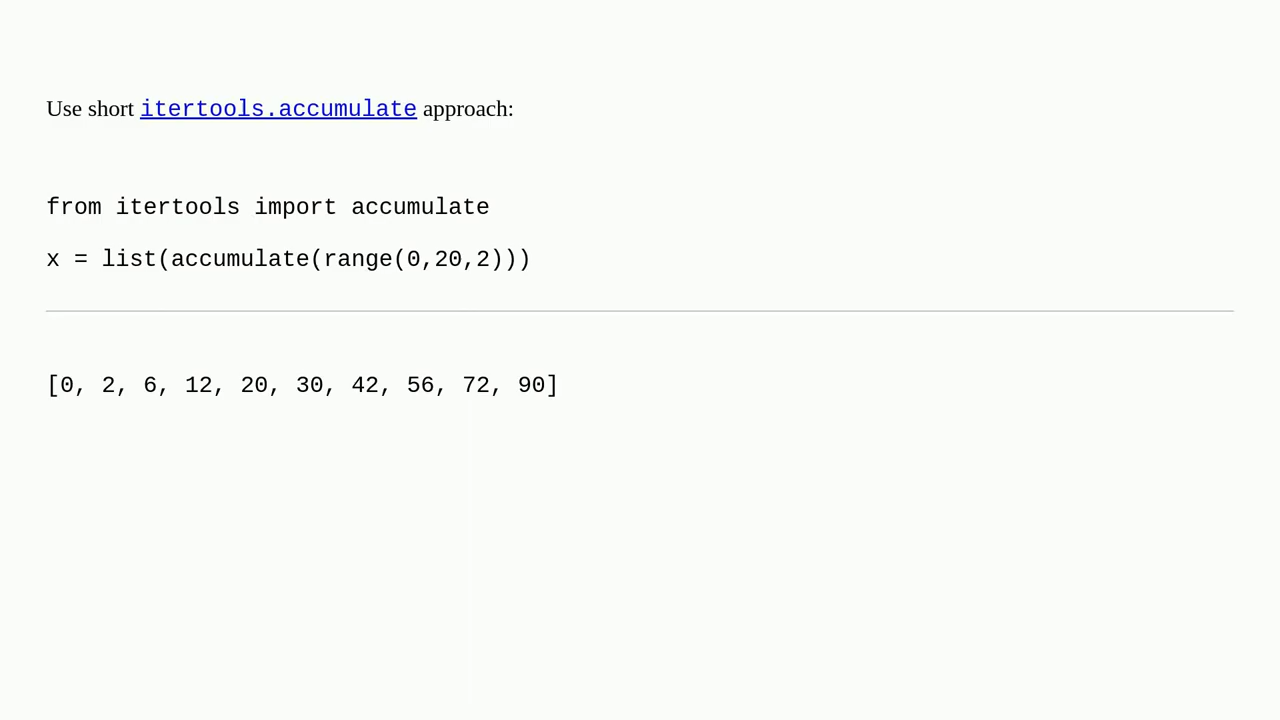 Use short itertools.accumulate approach:
from itertools import accumulate
x = list(accumulate(range(0,20,2)))
[0, 2, 6, 12, 20, 30, 42, 56, 72, 90]